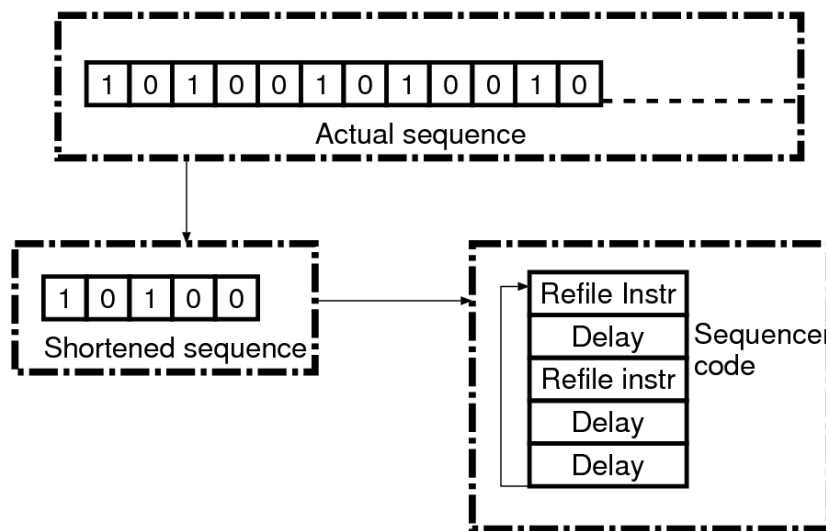 1 0 1 0 0 1 0 1 0 0 1 0
Actual sequence
1 0 1 0 0
Shortened sequence
Refile Instr
Delay
Refile instr
Delay
Delay
Sequencer
code